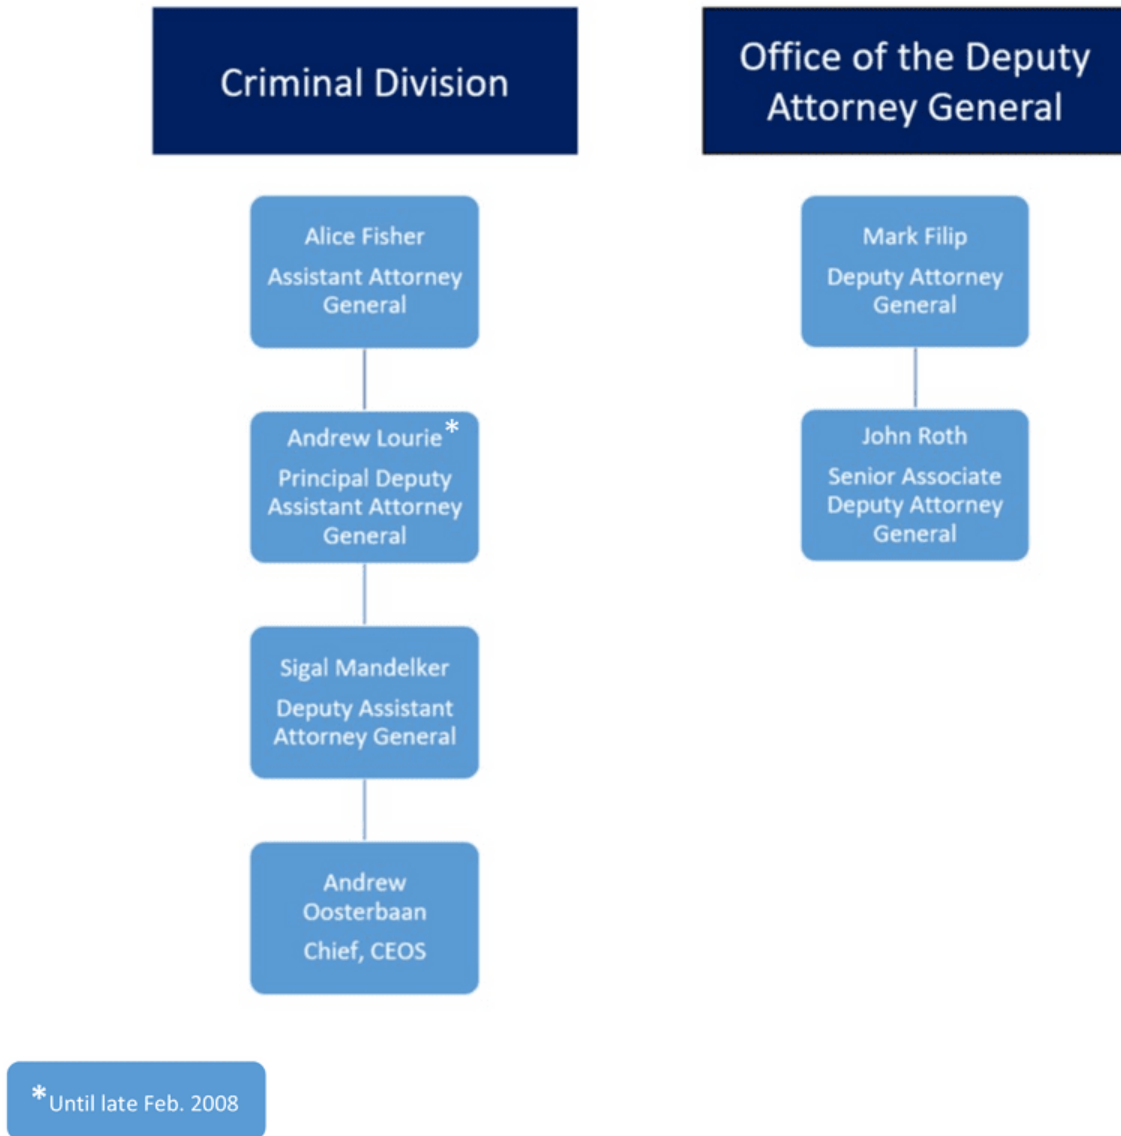 Criminal Division
Alice Fisher
Assistant Attorney
General
Andrew Lourie*
Principal Deputy
Assistant Attorney
General
Sigal Mandelker
Deputy Assistant
Attorney General
Andrew
Oosterbaan
Chief, CEOS
Office of the Deputy
Attorney General
Mark Filip
Deputy Attorney
General
John Roth
Senior Associate
Deputy Attorney
General
*Until late Feb. 2008